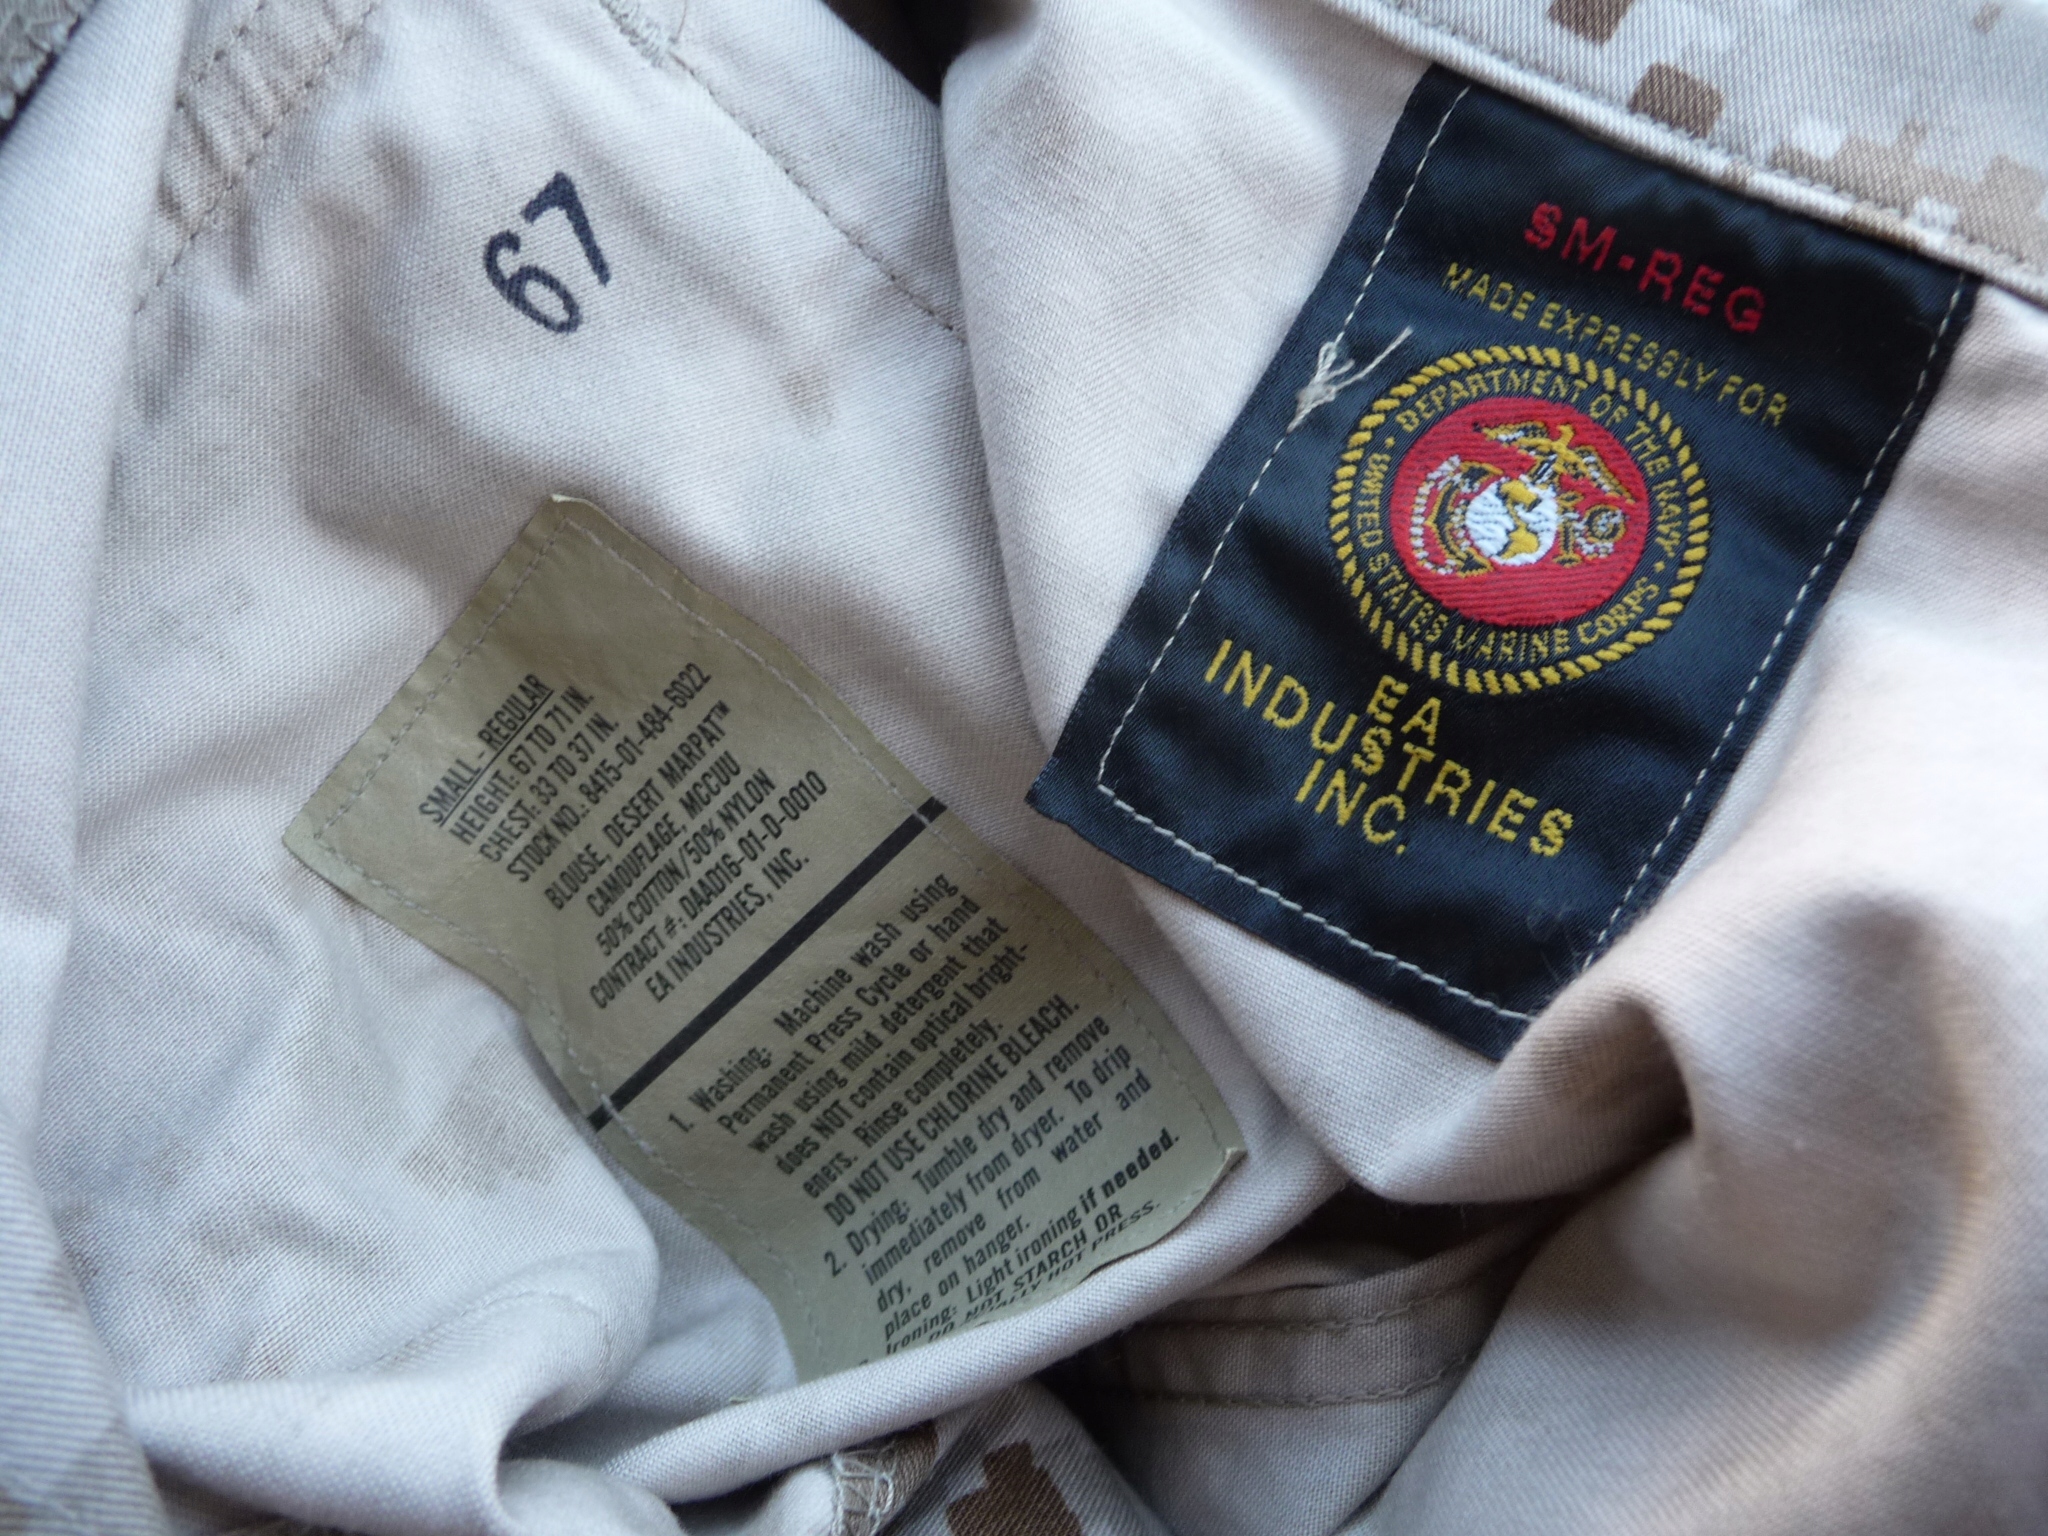 67
SMALL - REGULAR
HEIGHT: 67 TO 71 IN.
CHEST: 33 TO 37 IN.
STOCK NO.: 8415-01-484-6022
BLOUSE, DESERT MARPAT™
CAMOUFLAGE, MCCUU
50% COTTON/50% NYLON
CONTRACT #: DAAD16-01-D-0010
EA INDUSTRIES, INC.
1. Washing: Machine wash using
Permanent Press Cycle or hand
wash using mild detergent that
does NOT contain optical bright-
eners. Rinse completely.
DO NOT USE CHLORINE BLEACH.
2. Drying: Tumble dry and remove
immediately from dryer. To drip
dry, remove from water and
place on hanger.
Ironing: Light ironing if needed.
DO NOT STARCH OR
HOT PRESS.
SM-REG
MADE EXPRESSLY FOR
DEPARTMENT OF THE NAVY
UNITED STATES MARINE CORPS
EA
INDUSTRIES
INC.